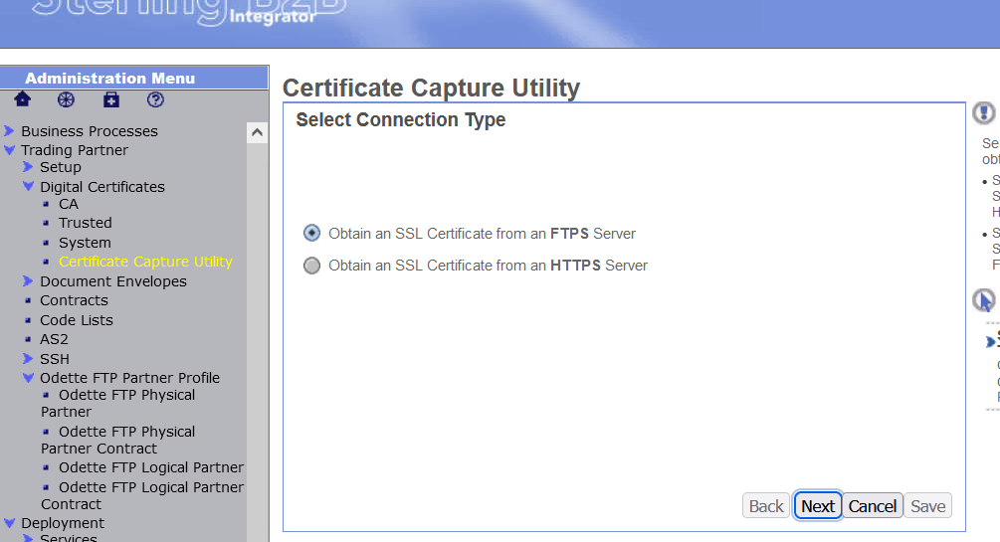 Sterling B2B
Integrator
Administration Menu
Business Processes
Trading Partner
Setup
Digital Certificates
CA
Trusted
System
Certificate Capture Utility
Document Envelopes
Contracts
Code Lists
AS2
SSH
Odette FTP Partner Profile
Odette FTP Physical
Partner
Odette FTP Physical
Partner Contract
Odette FTP Logical Partner
Odette FTP Logical Partner
Contract
Deployment
Services
Certificate Capture Utility
Select Connection Type
Obtain an SSL Certificate from an FTPS Server
Obtain an SSL Certificate from an HTTPS Server
Back Next Cancel Save